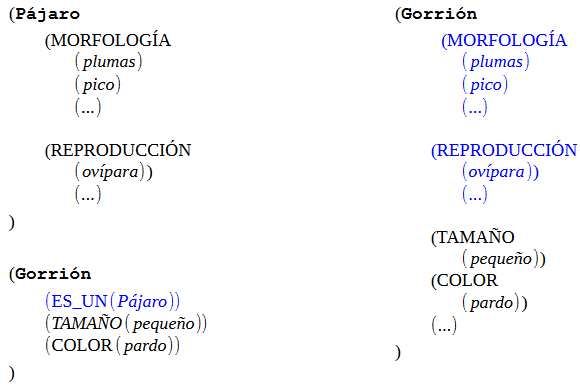 (Pájaro
(MORFOLOGÍA
(plumas)
(pico)
(...)
(REPRODUCCIÓN
(ovípara))
(...)
)
(Gorrión
(ES_UN(Pájaro))
(TAMAÑO(pequeño))
(COLOR(pardo))
)
(Gorrión
(MORFOLOGÍA
(plumas)
(pico)
(...)
(REPRODUCCIÓN
(ovípara))
(...)
(TAMAÑO
(pequeño))
(COLOR
(pardo))
(...)
)